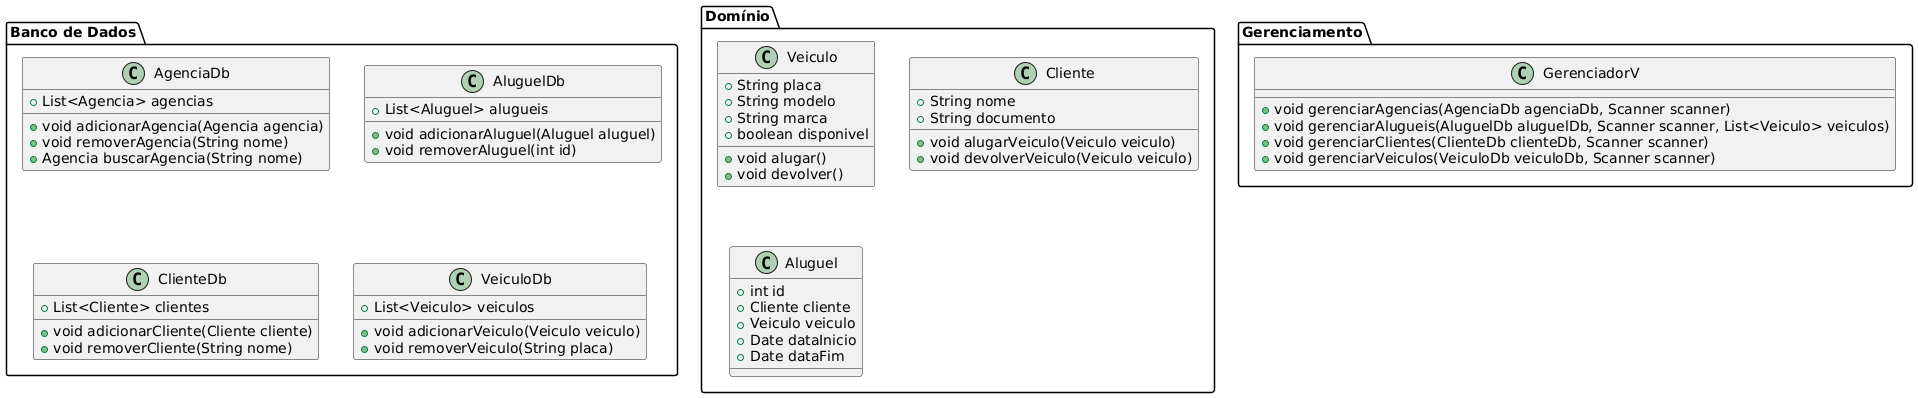 Banco de Dados
C AgenciaDb
List<Agencia> agencias
void adicionarAgencia(Agencia agencia)
void removerAgencia(String nome)
Agencia buscarAgencia(String nome)
C AluguelDb
List<Aluguel> alugueis
void adicionarAluguel(Aluguel aluguel)
void removerAluguel(int id)
C ClienteDb
List<Cliente> clientes
void adicionarCliente(Cliente cliente)
void removerCliente(String nome)
C VeiculoDb
List<Veiculo> veiculos
void adicionarVeiculo(Veiculo veiculo)
void removerVeiculo(String placa)
Domínio
C Veiculo
String placa
String modelo
String marca
boolean disponivel
void alugar()
void devolver()
C Cliente
String nome
String documento
void alugarVeiculo(Veiculo veiculo)
void devolverVeiculo(Veiculo veiculo)
C Aluguel
int id
Cliente cliente
Veiculo veiculo
Date dataInicio
Date dataFim
Gerenciamento
C GerenciadorV
void gerenciarAgencias(AgenciaDb agenciaDb, Scanner scanner)
void gerenciarAlugueis(AluguelDb aluguelDb, Scanner scanner, List<Veiculo> veiculos)
void gerenciarClientes(ClienteDb clienteDb, Scanner scanner)
void gerenciarVeiculos(VeiculoDb veiculoDb, Scanner scanner)